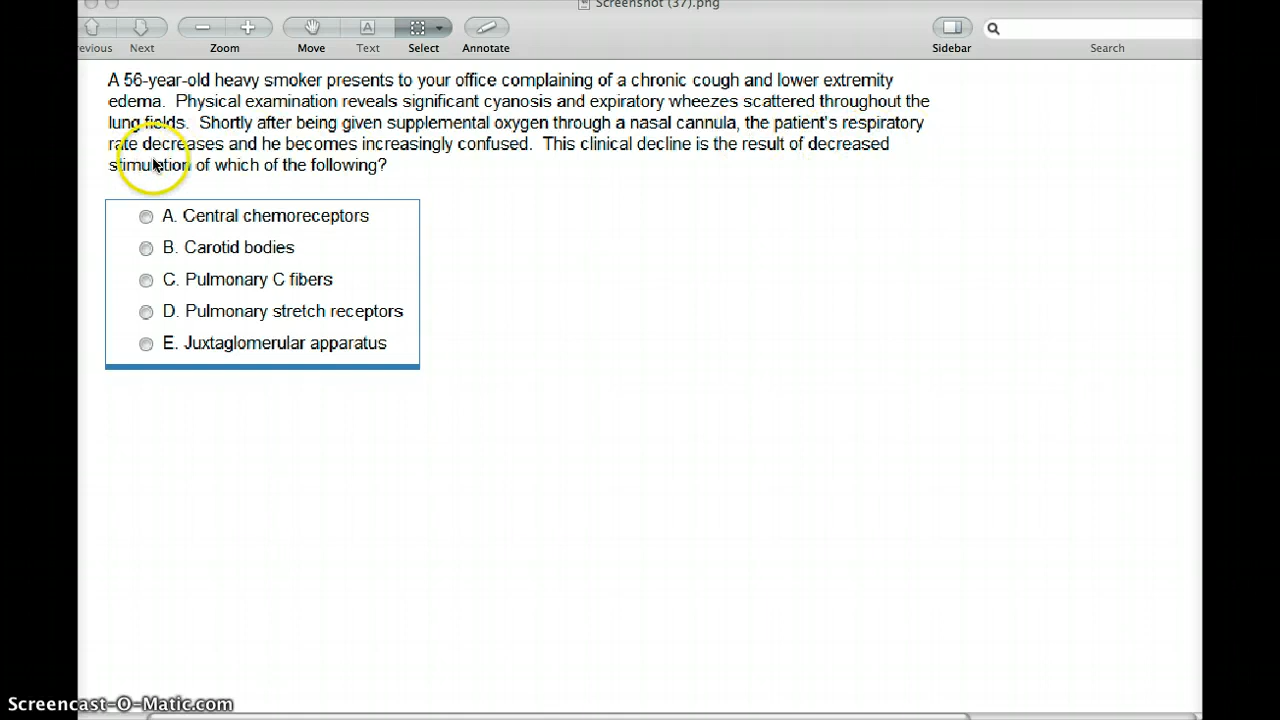 Screenshot (37).png
evious Next Zoom Move Text Select Annotate Sidebar Search
A
A 56-year-old heavy smoker presents to your office complaining of a chronic cough and lower extremity
edema. Physical examination reveals significant cyanosis and expiratory wheezes scattered throughout the
lung fields. Shortly after being given supplemental oxygen through a nasal cannula, the patient's respiratory
rate decreases and he becomes increasingly confused. This clinical decline is the result of decreased
stimulation of which of the following?
A. Central chemoreceptors
B. Carotid bodies
C. Pulmonary C fibers
D. Pulmonary stretch receptors
E. Juxtaglomerular apparatus
Screencast-O-Matic.com